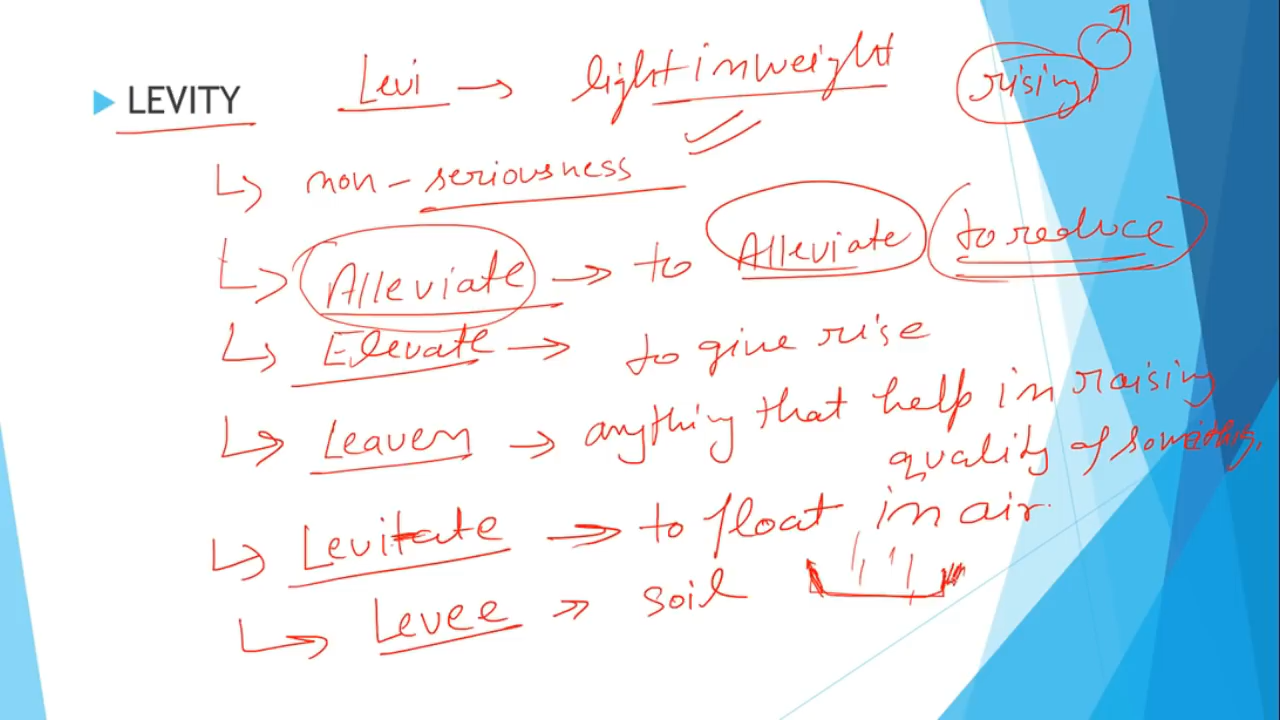 LEVITY Levi → light in weight rising
non-seriousness
Alleviate → to Alleviate (to reduce)
Elevate → to give rise
Leaven → anything that help in raising
quality of something.
Levitate → to float in air.
Levee → soil